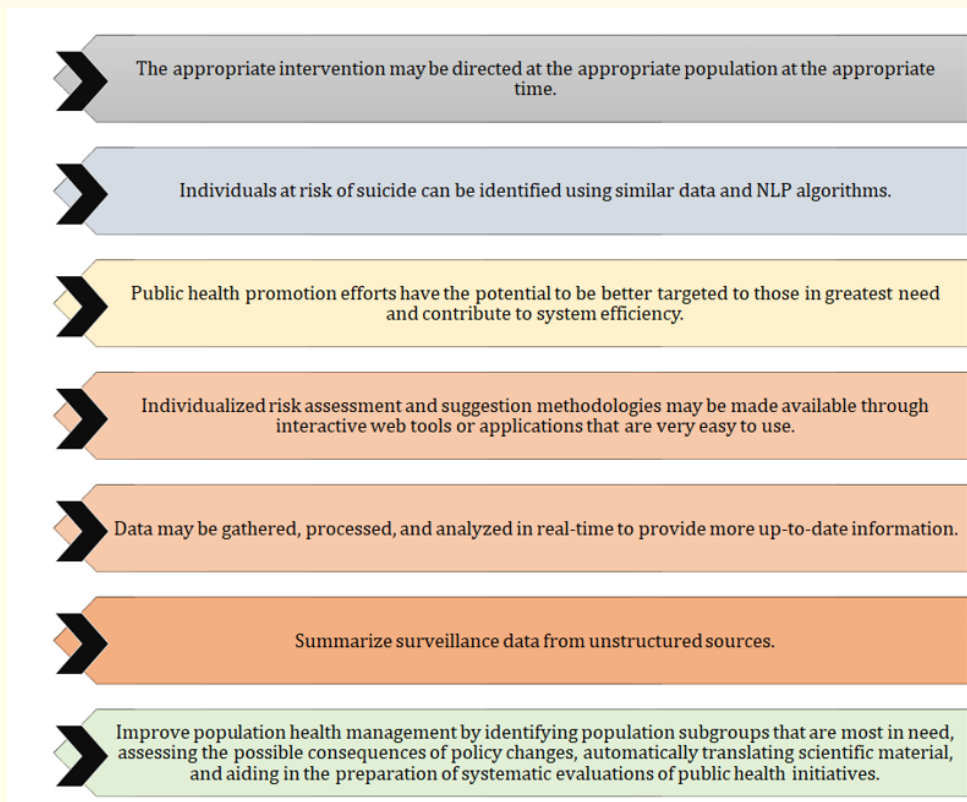 The appropriate intervention may be directed at the appropriate population at the appropriate
time.
Individuals at risk of suicide can be identified using similar data and NLP algorithms.
Public health promotion efforts have the potential to be better targeted to those in greatest need
and contribute to system efficiency.
Individualized risk assessment and suggestion methodologies may be made available through
interactive web tools or applications that are very easy to use.
Data may be gathered, processed, and analyzed in real-time to provide more up-to-date information.
Summarize surveillance data from unstructured sources.
Improve population health management by identifying population subgroups that are most in need,
assessing the possible consequences of policy changes, automatically translating scientific material,
and aiding in the preparation of systematic evaluations of public health initiatives.